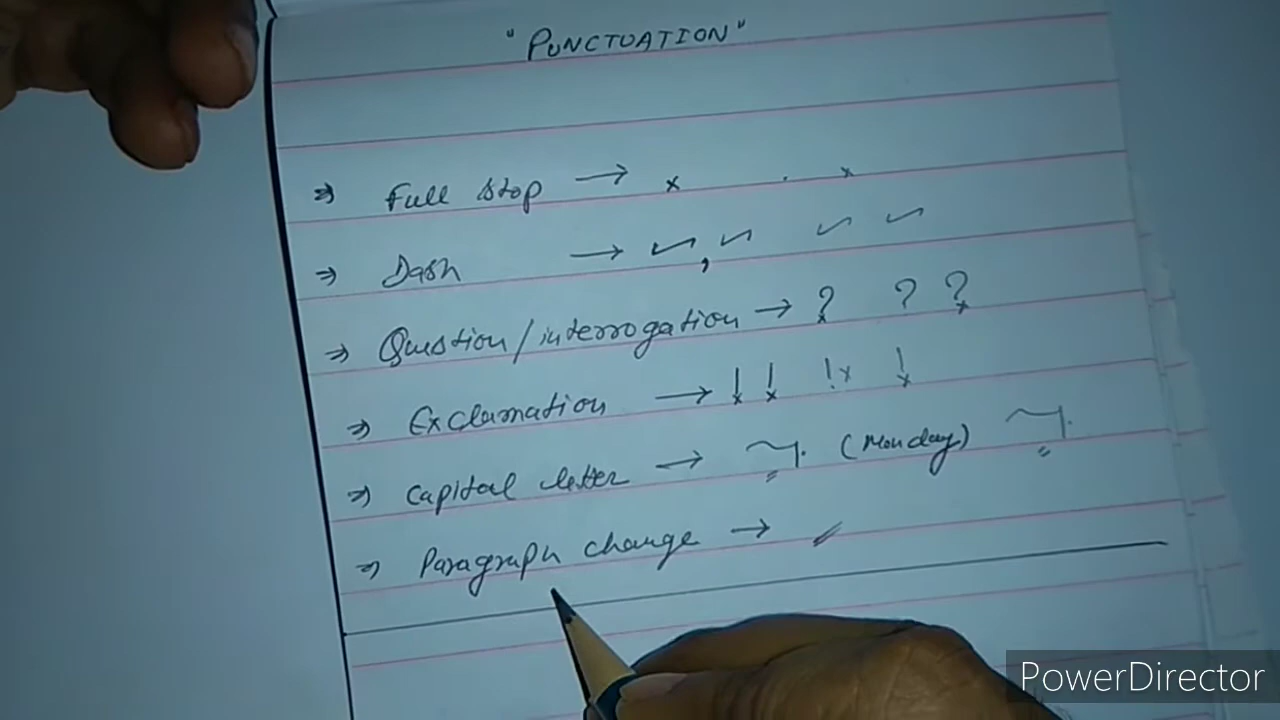 "PUNCTUATION"
⇒ Full stop → x . x
⇒ Dash →
⇒ Question/interrogation → ? ? ?
⇒ Exclamation → ! ! !x !
⇒ Capital letter → (Monday)
⇒ Paragraph change → //
PowerDirector